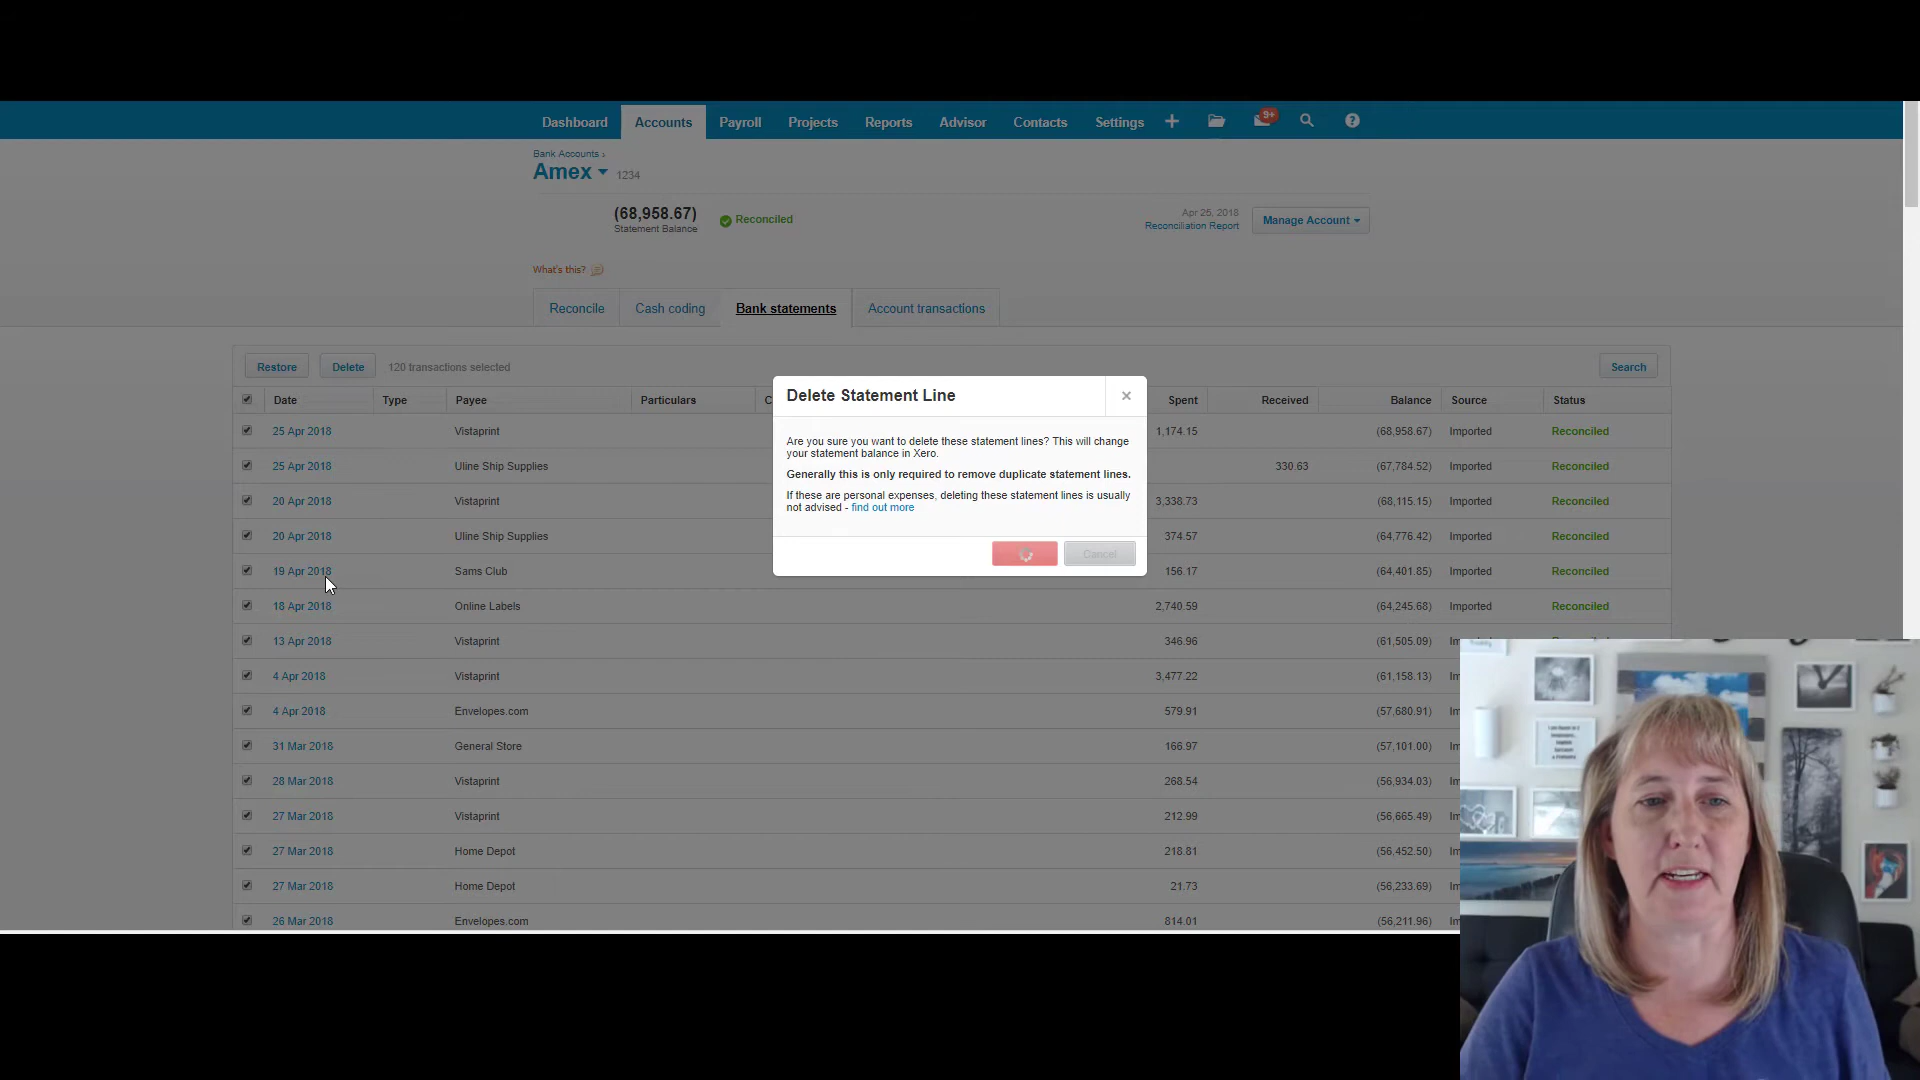 Dashboard Accounts Payroll Projects Reports Advisor Contacts Settings 9+
Bank Accounts ›
Amex 1234
(68,958.67)
Statement Balance
Reconciled
Apr 25, 2018
Reconciliation Report
Manage Account
What's this?
Reconcile Cash coding Bank statements Account transactions
Restore Delete 120 transactions selected Search
Date Type Payee Particulars C Spent Received Balance Source Status
25 Apr 2018 Vistaprint 1,174.15 (68,958.67) Imported Reconciled
25 Apr 2018 Uline Ship Supplies 330.63 (67,784.52) Imported Reconciled
20 Apr 2018 Vistaprint 3,338.73 (68,115.15) Imported Reconciled
20 Apr 2018 Uline Ship Supplies 374.57 (64,776.42) Imported Reconciled
19 Apr 2018 Sams Club 156.17 (64,401.85) Imported Reconciled
18 Apr 2018 Online Labels 2,740.59 (64,245.68) Imported Reconciled
13 Apr 2018 Vistaprint 346.96 (61,505.09)
4 Apr 2018 Vistaprint 3,477.22 (61,158.13) Im
4 Apr 2018 Envelopes.com 579.91 (57,680.91) Im
31 Mar 2018 General Store 166.97 (57,101.00) Im
28 Mar 2018 Vistaprint 268.54 (56,934.03) Im
27 Mar 2018 Vistaprint 212.99 (56,665.49) Im
27 Mar 2018 Home Depot 218.81 (56,452.50) Im
27 Mar 2018 Home Depot 21.73 (56,233.69) Im
26 Mar 2018 Envelopes.com 814.01 (56,211.96) Im
Delete Statement Line
Are you sure you want to delete these statement lines? This will change
your statement balance in Xero.
Generally this is only required to remove duplicate statement lines.
If these are personal expenses, deleting these statement lines is usually
not advised - find out more
Cancel